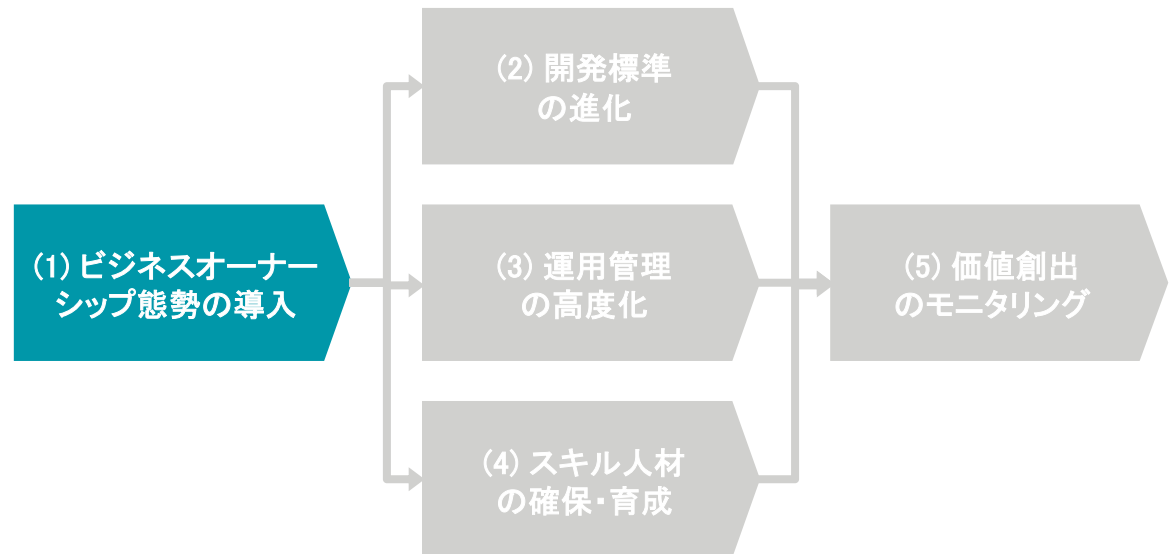 (2) 開発標準
の進化
(1) ビジネスオーナー
シップ態勢の導入
(3) 運用管理
の高度化
(5) 価値創出
のモニタリング
(4) スキル人材
の確保・育成